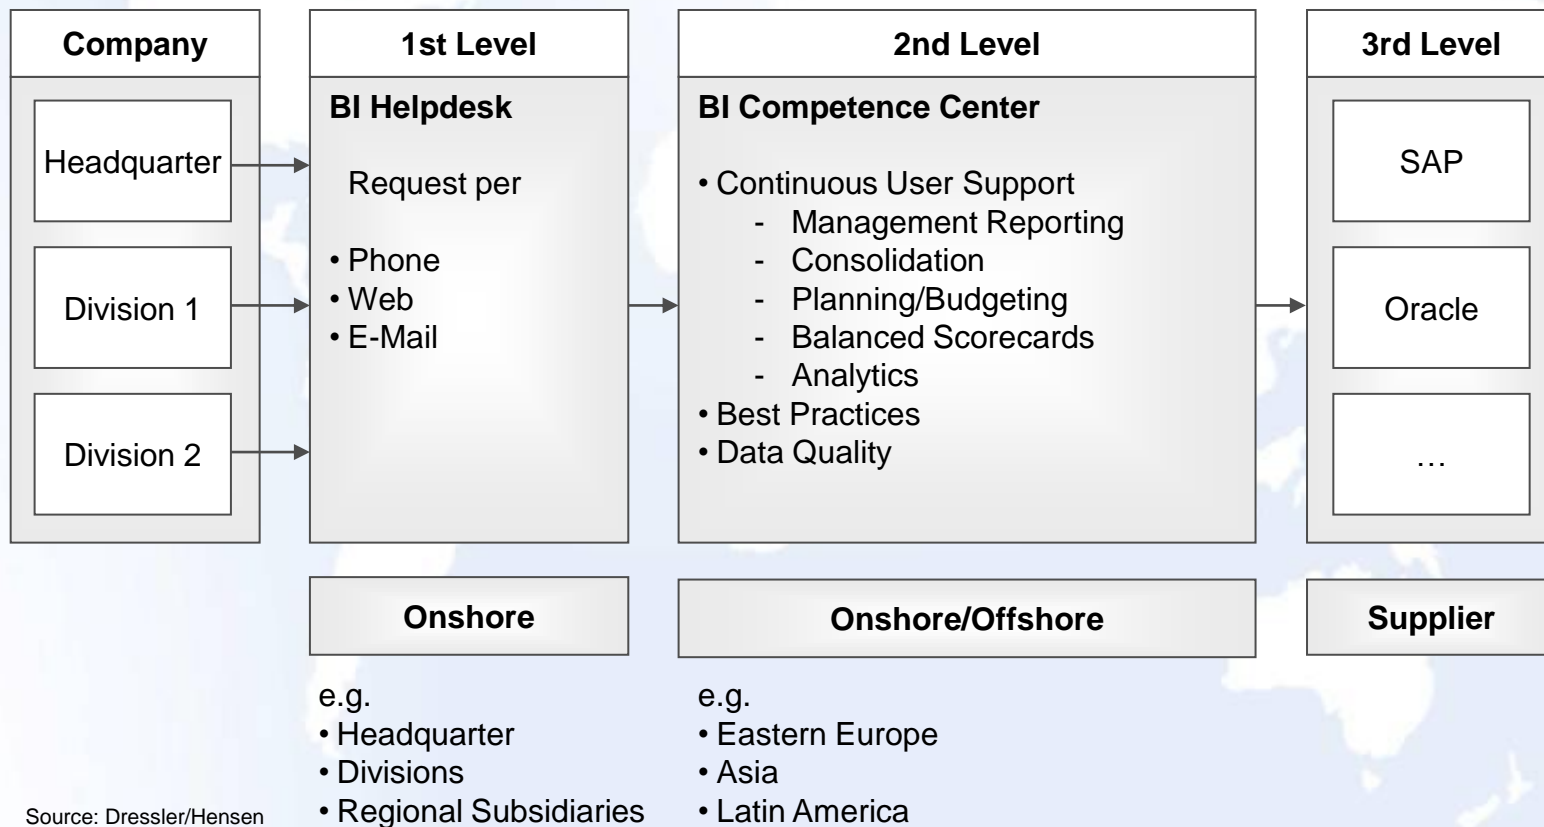 Company
Headquarter
Division 1
Division 2
1st Level
BI Helpdesk
Request per
• Phone
• Web
• E-Mail
2nd Level
BI Competence Center
• Continuous User Support
- Management Reporting
- Consolidation
- Planning/Budgeting
- Balanced Scorecards
- Analytics
• Best Practices
• Data Quality
3rd Level
SAP
Oracle
…
Onshore
e.g.
• Headquarter
• Divisions
• Regional Subsidiaries
Onshore/Offshore
e.g.
• Eastern Europe
• Asia
• Latin America
Supplier
Source: Dressler/Hensen